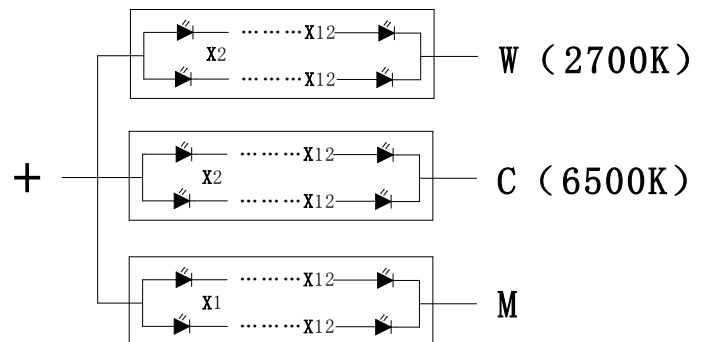 ………X12
X2
………X12
W（2700K）
+
………X12
X2
………X12
C（6500K）
………X12
X1
………X12
M